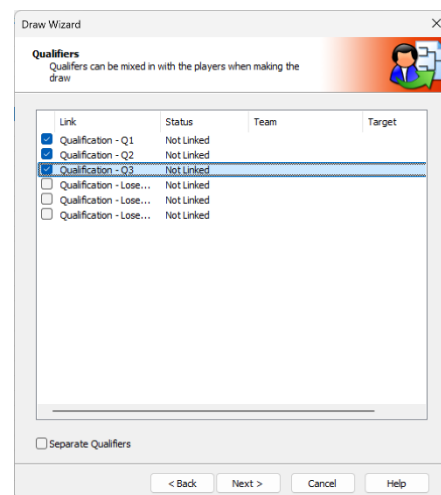 Draw Wizard
Qualifiers
Qualifers can be mixed in with the players when making the
draw
Link Status Team Target
Qualification - Q1 Not Linked
Qualification - Q2 Not Linked
Qualification - Q3 Not Linked
Qualification - Lose... Not Linked
Qualification - Lose... Not Linked
Qualification - Lose... Not Linked
Separate Qualifiers
< Back Next > Cancel Help